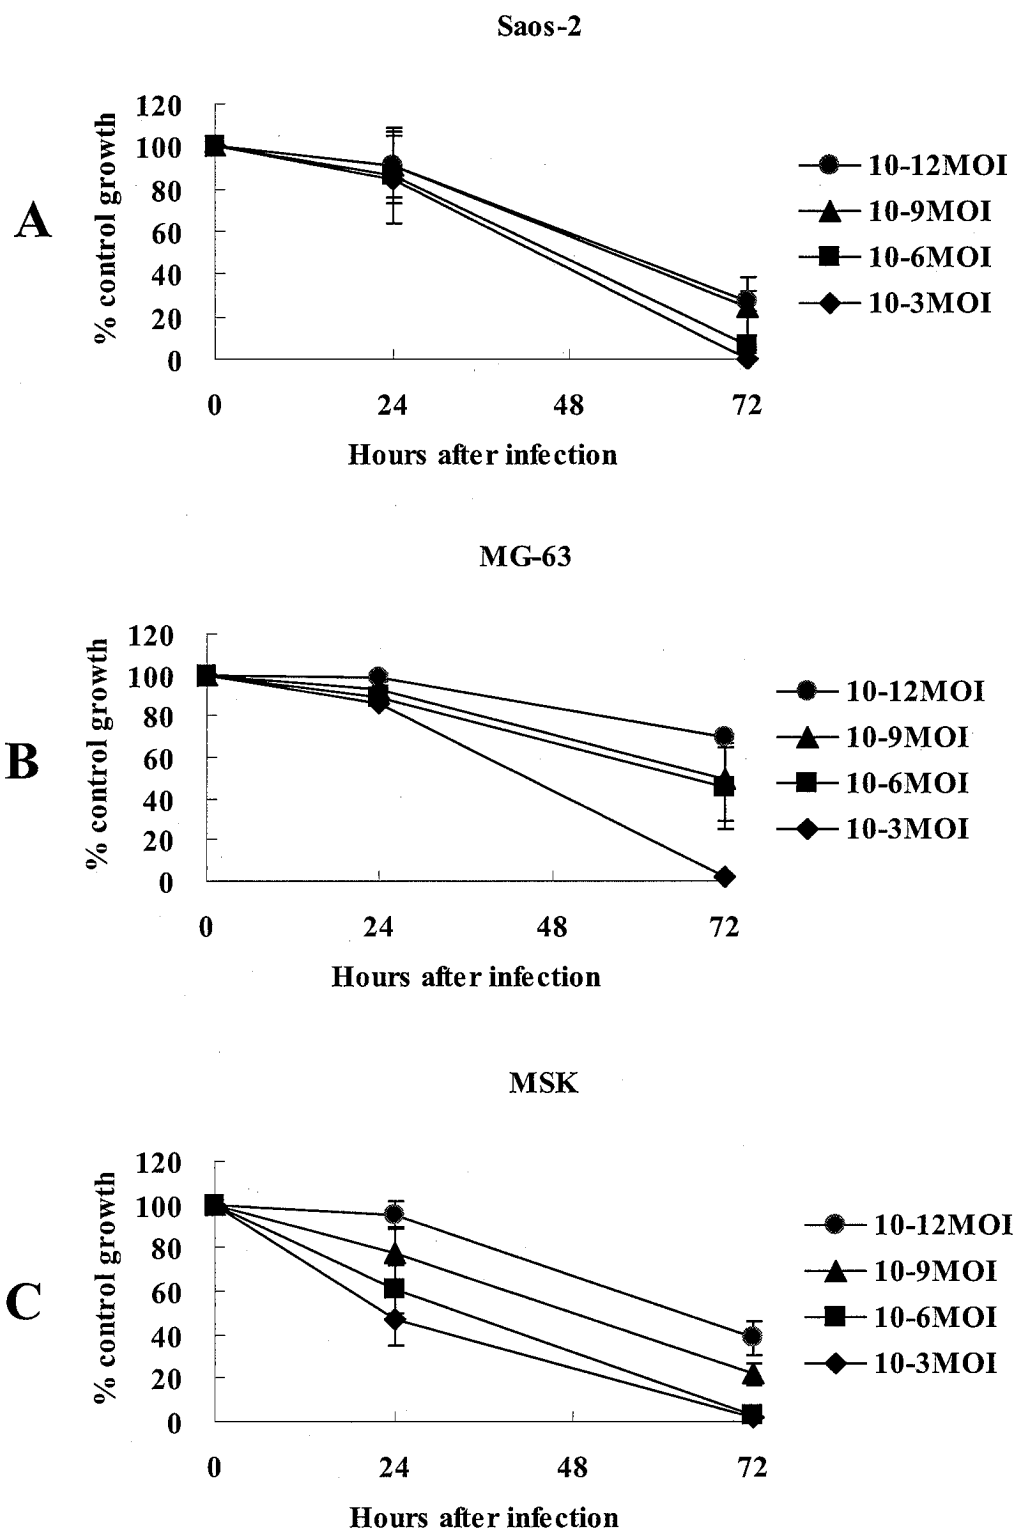 Saos-2
A
% control growth
120
100
80
60
40
20
0
0 24 48 72
Hours after infection
10-12MOI
10-9MOI
10-6MOI
10-3MOI
MG-63
B
% control growth
120
100
80
60
40
20
0
0 24 48 72
Hours after infection
10-12MOI
10-9MOI
10-6MOI
10-3MOI
MSK
C
% control growth
120
100
80
60
40
20
0
0 24 48 72
Hours after infection
10-12MOI
10-9MOI
10-6MOI
10-3MOI